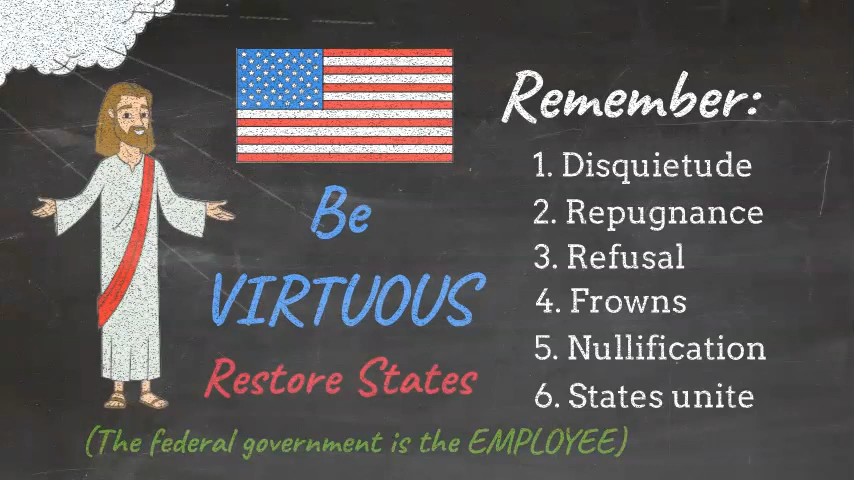 Be
VIRTUOUS
Restore States
(The federal government is the EMPLOYEE)
Remember:
1. Disquietude
2. Repugnance
3. Refusal
4. Frowns
5. Nullification
6. States unite